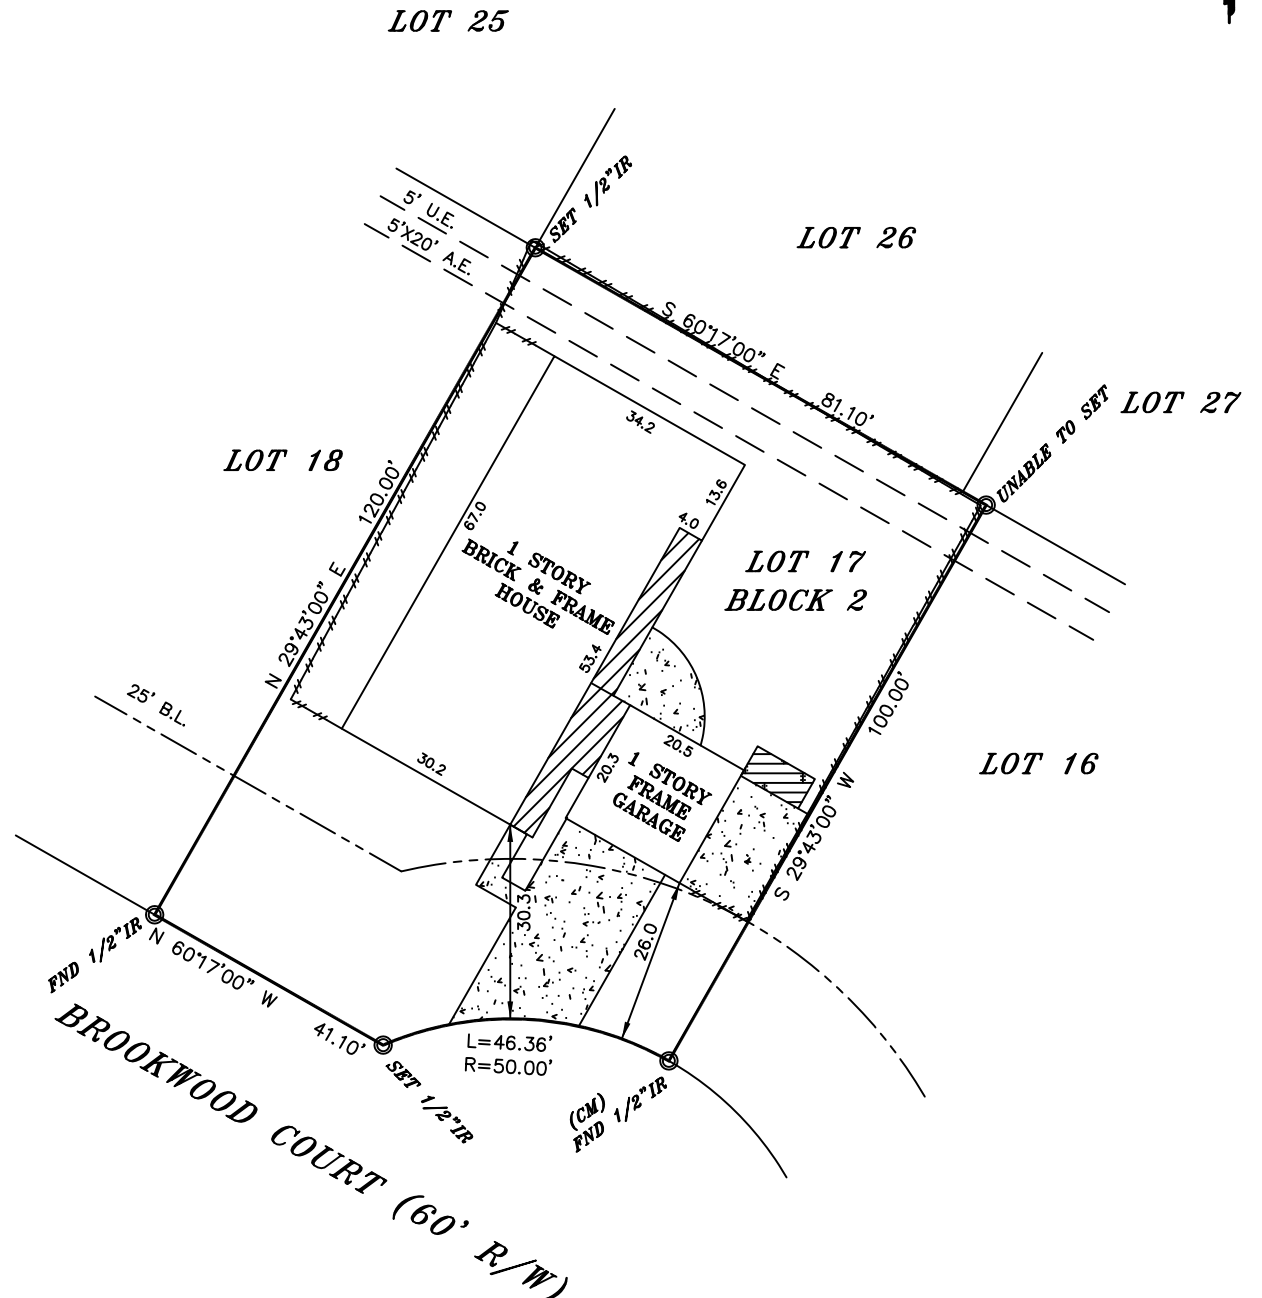 LOT 25
SET 1/2"IR
5' U.E.
5'X20' A.E.
LOT 26
S 60°17'00" E
81.10'
UNABLE TO SET
LOT 27
LOT 18
120.00'
N 29°43'00" E
34.2
13.6
67.0
4.0
1 STORY
BRICK & FRAME
HOUSE
LOT 17
BLOCK 2
53.4
25' B.L.
100.00'
S 29°43'00" W
LOT 16
30.2
20.5
20.3
1 STORY
FRAME
GARAGE
30.3
26.0
FND 1/2"IR
N 60°17'00" W
41.10'
L=46.36'
R=50.00'
SET 1/2"IR
(CM)
FND 1/2"IR
BROOKWOOD COURT (60' R/W)